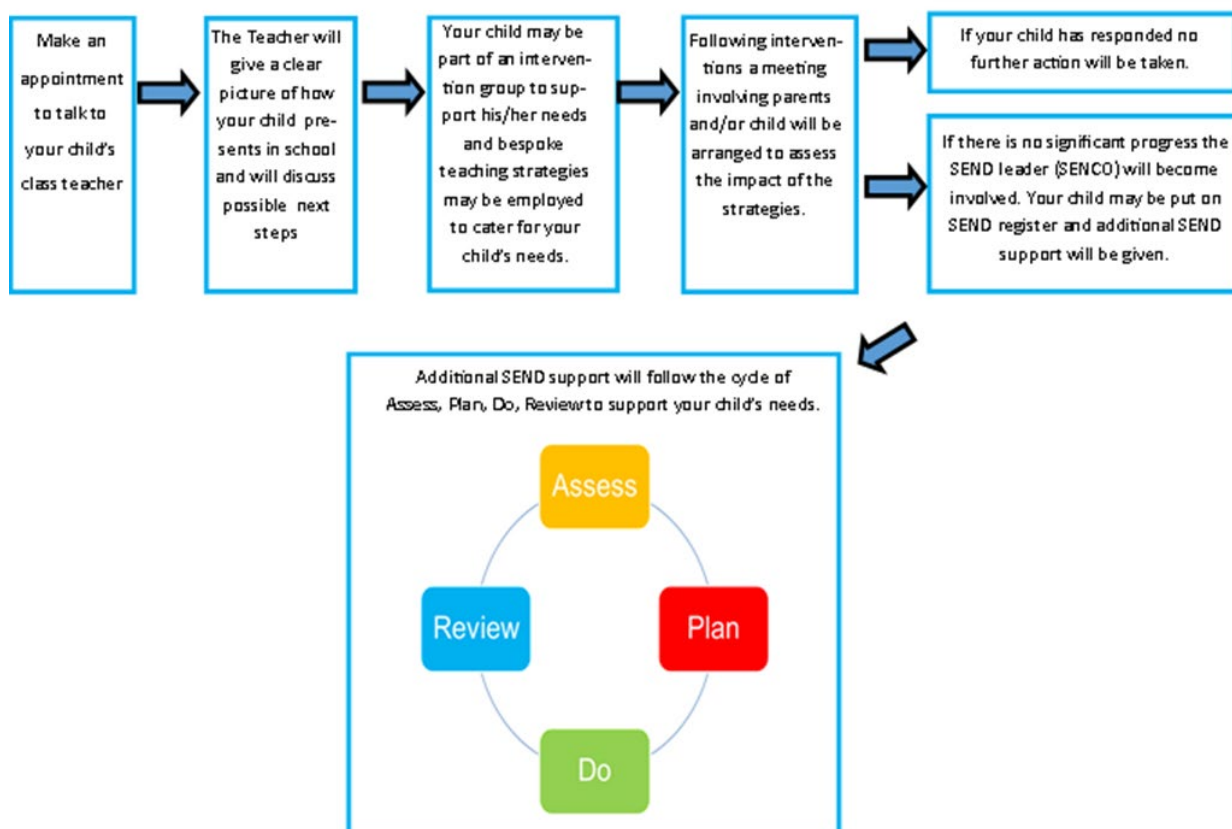 Make an
appointment
to talk to
your child's
class teacher
The Teacher will
give a clear
picture of how
your child pre-
sents in school
and will discuss
possible next
steps
Your child may be
part of an interven-
tion group to sup-
port his/her needs
and bespoke
teaching strategies
may be employed
to cater for your
child's needs.
Following interven-
tions a meeting
involving parents
and/or child will be
arranged to assess
the impact of the
strategies.
If your child has responded no
further action will be taken.
If there is no significant progress the
SEND leader (SENCO) will become
involved. Your child may be put on
SEND register and additional SEND
support will be given.
Additional SEND support will follow the cycle of
Assess, Plan, Do, Review to support your child's needs.
Assess
Review
Plan
Do